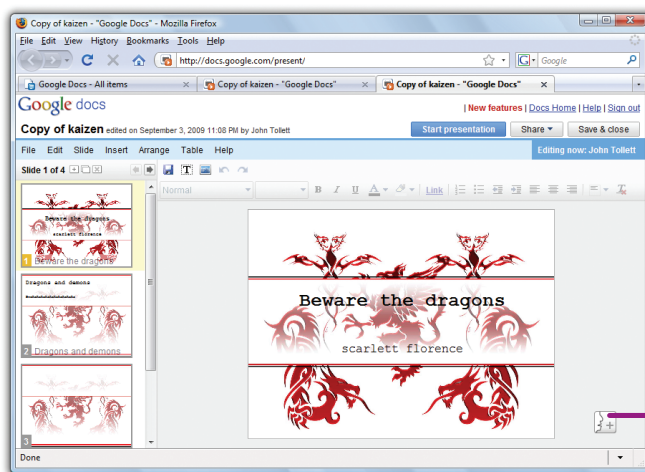 Copy of kaizen - "Google Docs" - Mozilla Firefox
File Edit View History Bookmarks Tools Help
http://docs.google.com/present/
G Google
Google Docs - All items
Copy of kaizen - "Google Docs"
Copy of kaizen - "Google Docs"
Google docs
| New features | Docs Home | Help | Sign out
Copy of kaizen edited on September 3, 2009 11:08 PM by John Tollett
Start presentation Share Save & close
File Edit Slide Insert Arrange Table Help
Editing now: John Tollett
Slide 1 of 4
T
Normal
B I U A Link
Beware the dragons
scarlett florence
1 Beware the dragons
Dragons and demons
2 Dragons and demons
3
Beware the dragons
scarlett florence
Done